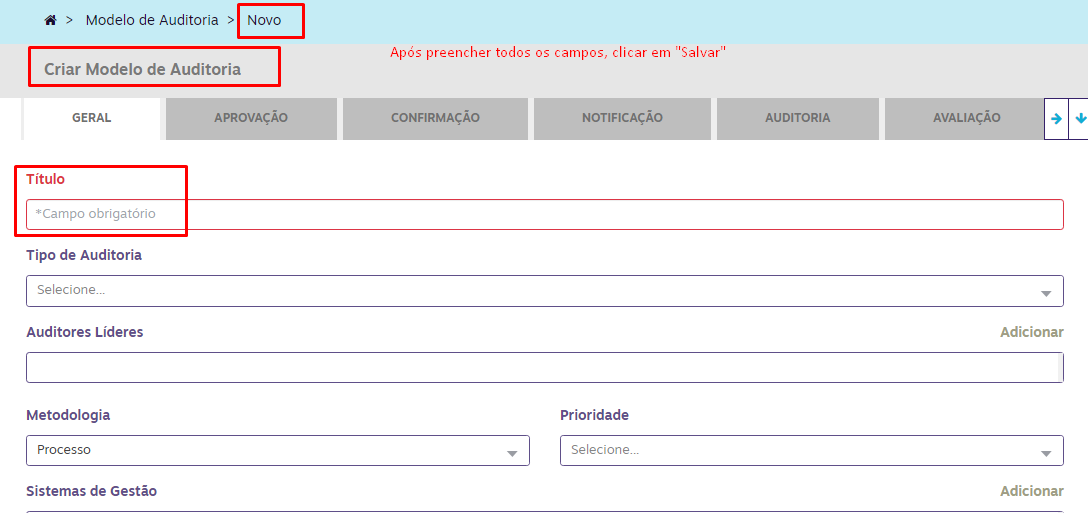 > Modelo de Auditoria > Novo
Após preencher todos os campos, clicar em "Salvar"
Criar Modelo de Auditoria
GERAL APROVAÇÃO CONFIRMAÇÃO NOTIFICAÇÃO AUDITORIA AVALIAÇÃO
Título
*Campo obrigatório
Tipo de Auditoria
Selecione...
Auditores Líderes Adicionar
Metodologia Prioridade
Processo Selecione...
Sistemas de Gestão Adicionar